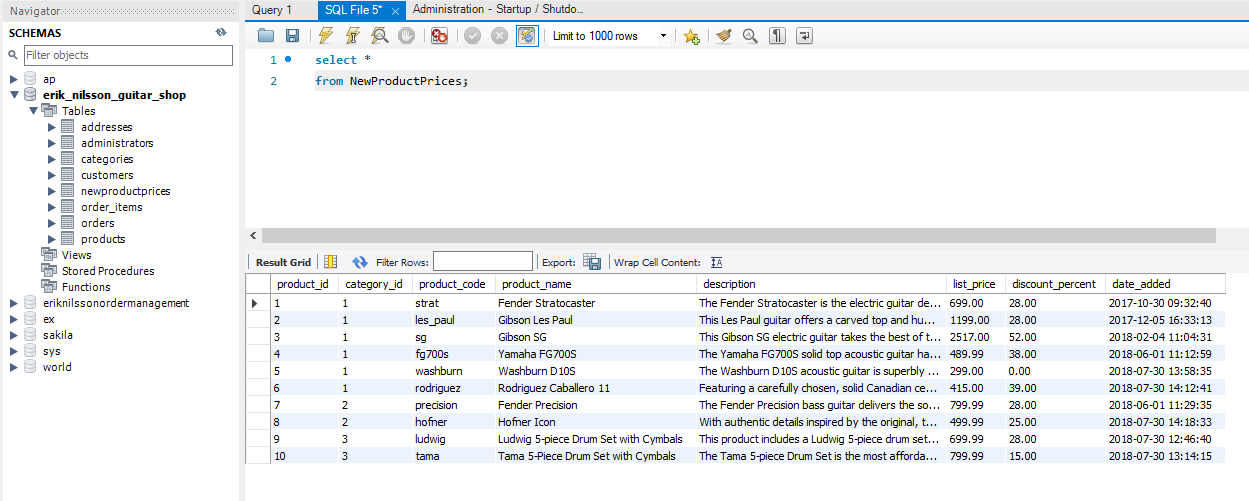 Navigator
Query 1 SQL File 5* Administration - Startup / Shutdo...
SCHEMAS
Filter objects
Limit to 1000 rows
ap
erik_nilsson_guitar_shop
Tables
addresses
administrators
categories
customers
newproductprices
order_items
orders
products
Views
Stored Procedures
Functions
eriknilssonordermanagement
ex
sakila
sys
world
1 select *
2 from NewProductPrices;
Result Grid Filter Rows: Export: Wrap Cell Content:
product_id category_id product_code product_name description list_price discount_percent date_added
1 1 strat Fender Stratocaster The Fender Stratocaster is the electric guitar de... 699.00 28.00 2017-10-30 09:32:40
2 1 les_paul Gibson Les Paul This Les Paul guitar offers a carved top and hu... 1199.00 28.00 2017-12-05 16:33:13
3 1 sg Gibson SG This Gibson SG electric guitar takes the best of t... 2517.00 52.00 2018-02-04 11:04:31
4 1 fg700s Yamaha FG700S The Yamaha FG700S solid top acoustic guitar ha... 489.99 38.00 2018-06-01 11:12:59
5 1 washburn Washburn D10S The Washburn D10S acoustic guitar is superbly ... 299.00 0.00 2018-07-30 13:58:35
6 1 rodriguez Rodriguez Caballero 11 Featuring a carefully chosen, solid Canadian ce... 415.00 39.00 2018-07-30 14:12:41
7 2 precision Fender Precision The Fender Precision bass guitar delivers the so... 799.99 28.00 2018-06-01 11:29:35
8 2 hofner Hofner Icon With authentic details inspired by the original, t... 499.99 25.00 2018-07-30 14:18:33
9 3 ludwig Ludwig 5-piece Drum Set with Cymbals This product includes a Ludwig 5-piece drum set... 699.99 28.00 2018-07-30 12:46:40
10 3 tama Tama 5-Piece Drum Set with Cymbals The Tama 5-piece Drum Set is the most afforda... 799.99 15.00 2018-07-30 13:14:15